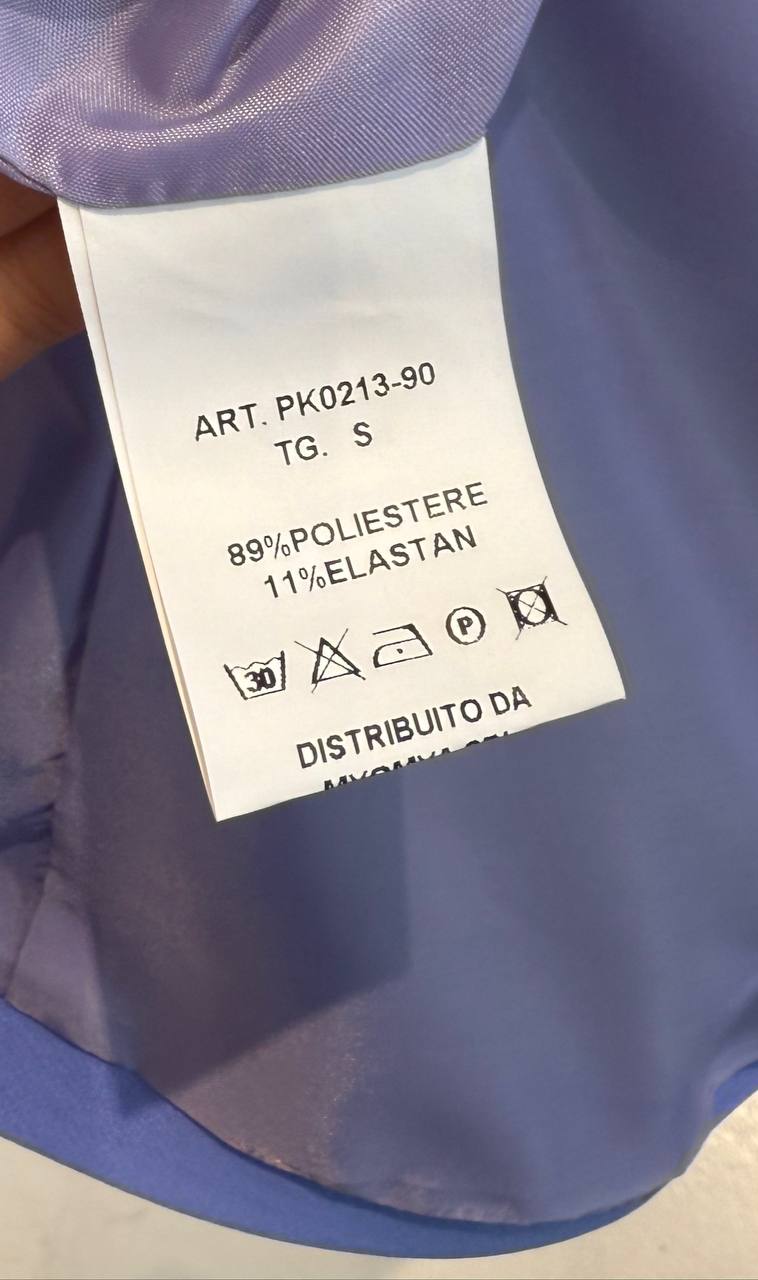 ART. PK0213-90
TG. S
89%POLIESTERE
11%ELASTAN
30
P
DISTRIBUITO DA